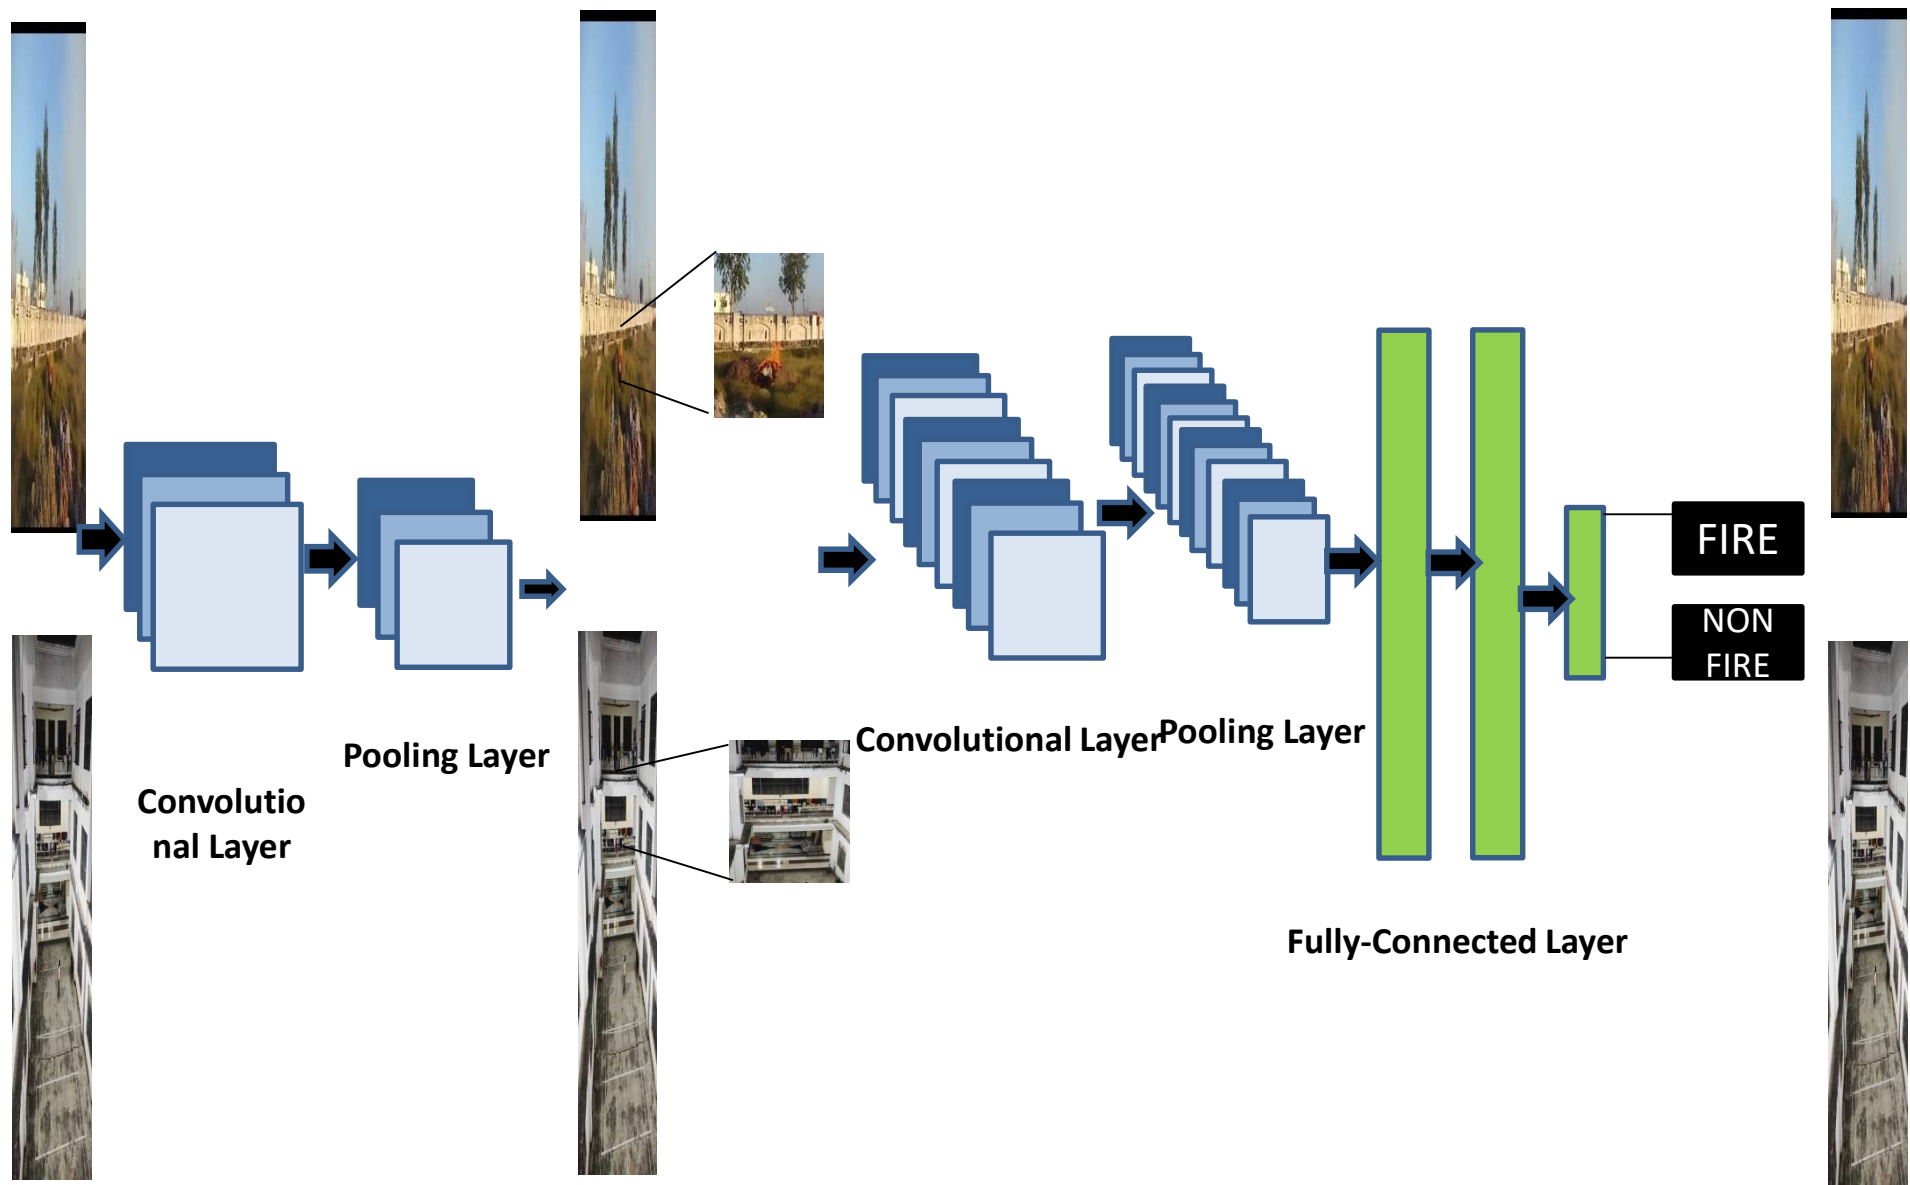 FIRE
NON
FIRE
Convolutional Layer
Pooling Layer
Pooling Layer
Convolutio
nal Layer
Fully-Connected Layer